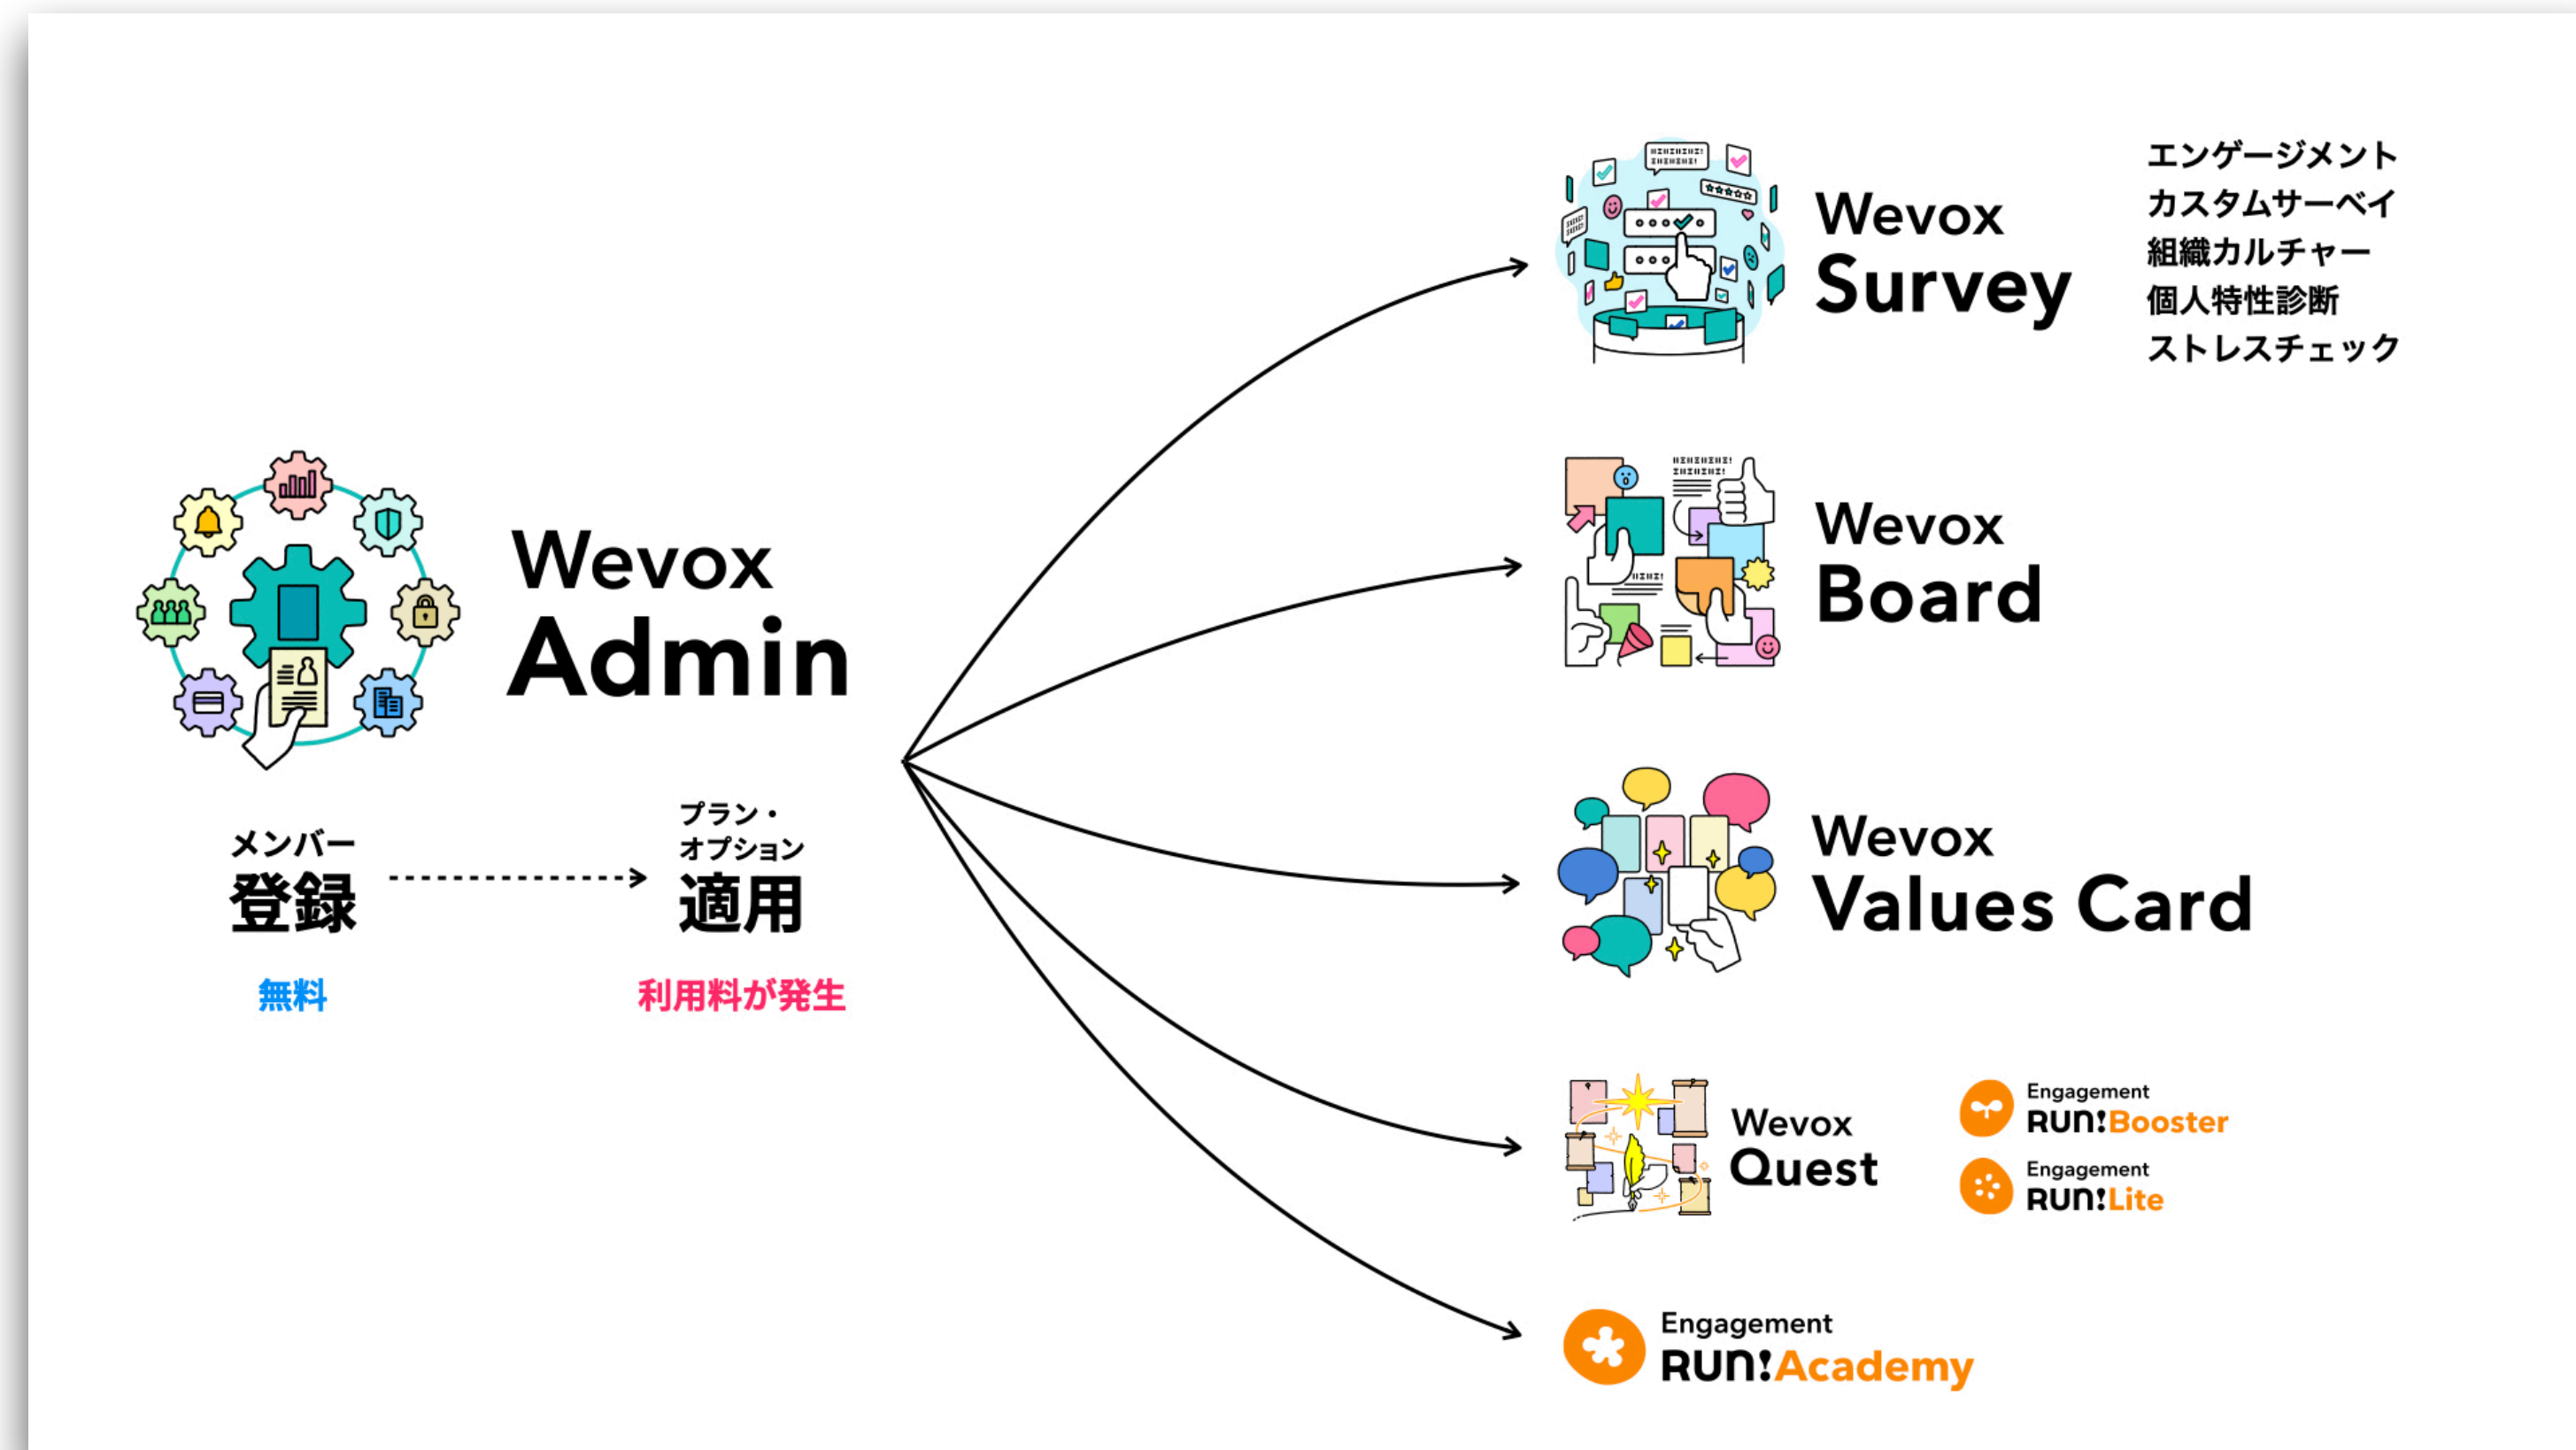 Wevox
Admin
メンバー
登録
無料
プラン・
オプション
適用
利用料が発生
Wevox
Survey
エンゲージメント
カスタムサーベイ
組織カルチャー
個人特性診断
ストレスチェック
Wevox
Board
Wevox
Values Card
Wevox
Quest
Engagement
RUN!Booster
Engagement
RUN!Lite
Engagement
RUN!Academy